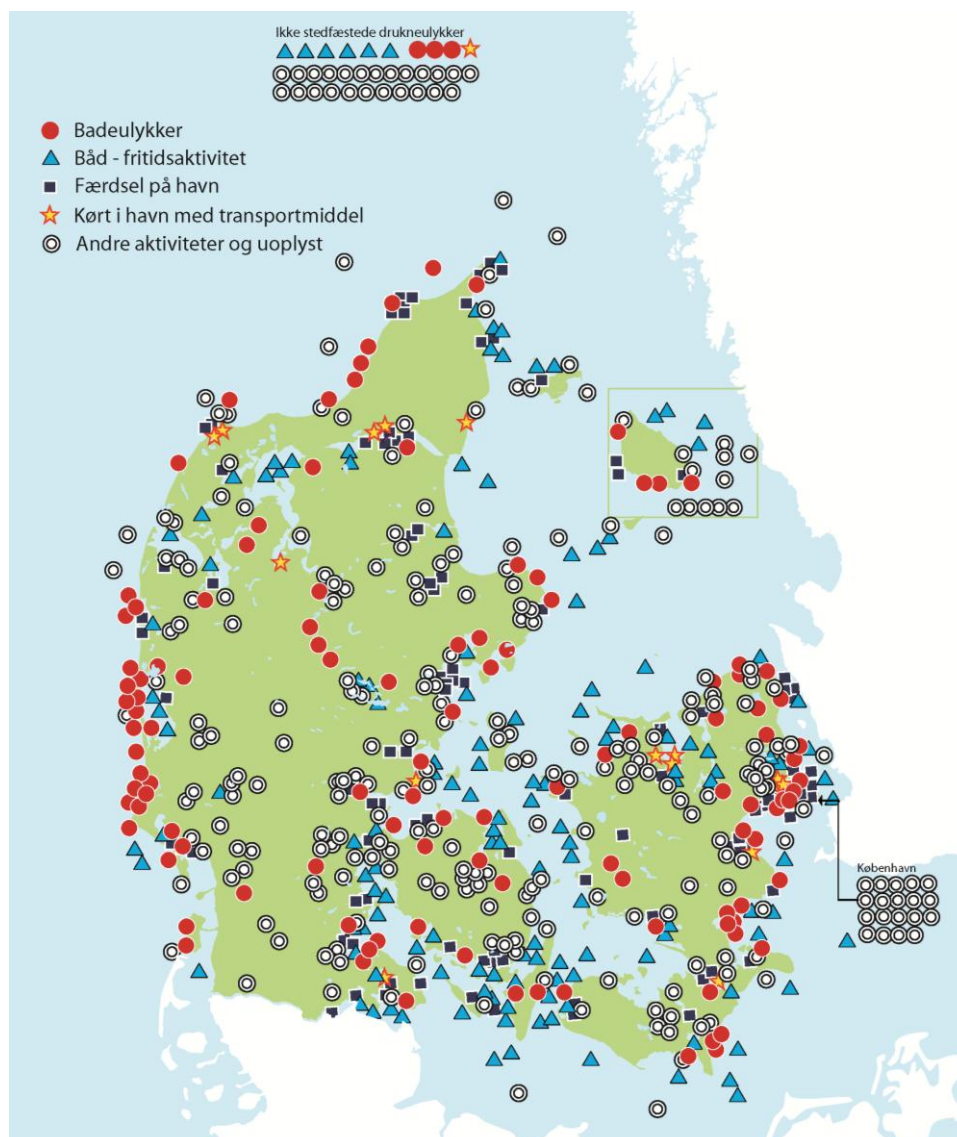 Ikke stedfæstede drukneulykker
Badeulykker
Båd - fritidsaktivitet
Færdsel på havn
Kørt i havn med transportmiddel
Andre aktiviteter og uoplyst
København